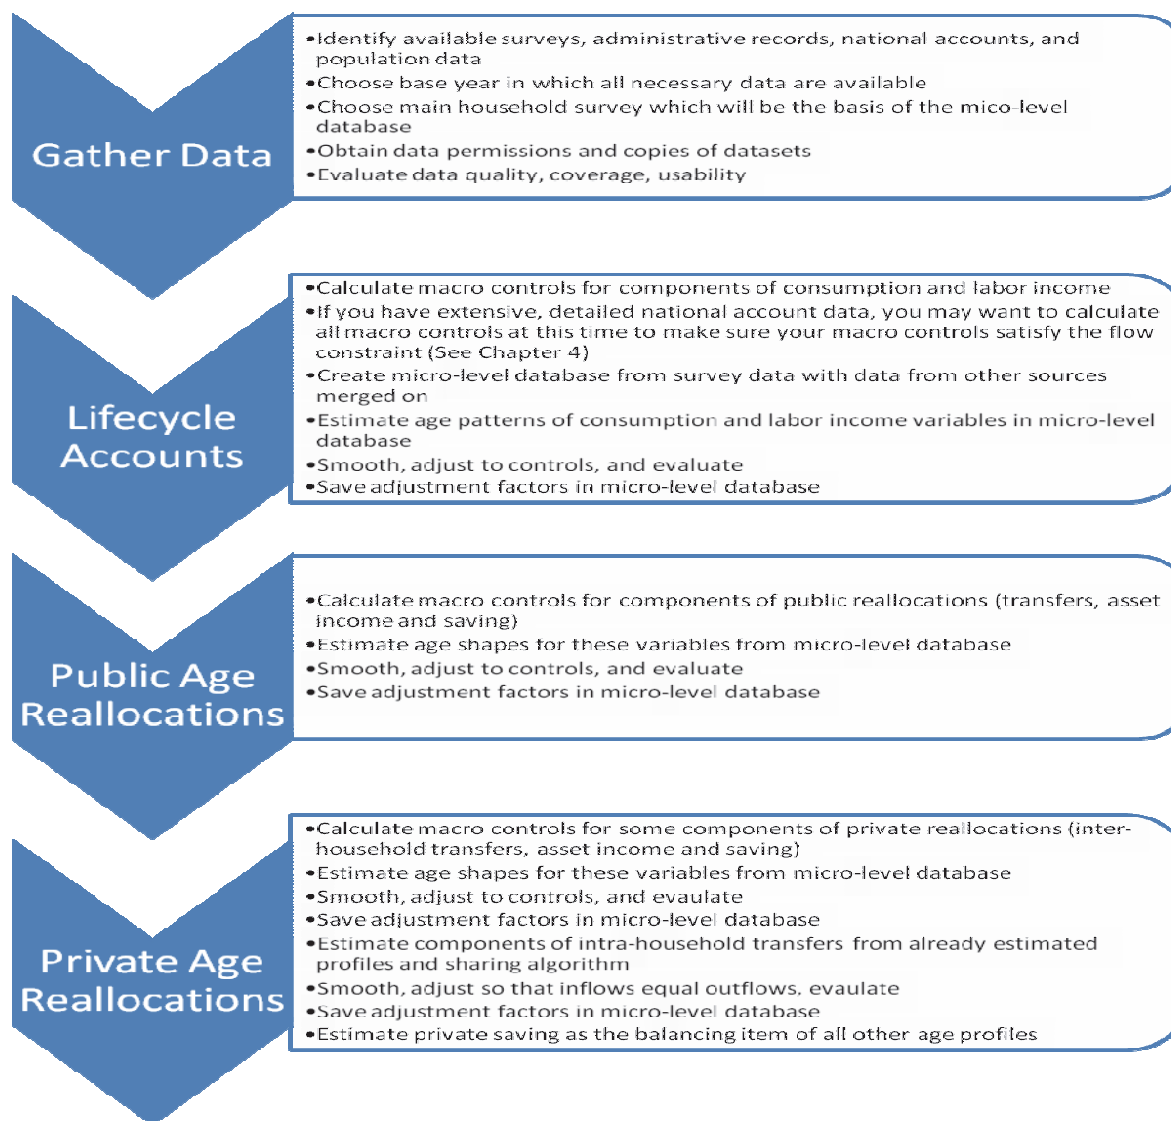 Gather Data
•Identify available surveys, administrative records, national accounts, and
population data
•Choose base year in which all necessary data are available
•Choose main household survey which will be the basis of the mico-level
database
•Obtain data permissions and copies of datasets
•Evaluate data quality, coverage, usability
Lifecycle
Accounts
•Calculate macro controls for components of consumption and labor income
•If you have extensive, detailed national account data, you may want to calculate
all macro controls at this time to make sure your macro controls satisfy the flow
constraint (See Chapter 4)
•Create micro-level database from survey data with data from other sources
merged on
•Estimate age patterns of consumption and labor income variables in micro-level
database
•Smooth, adjust to controls, and evaluate
•Save adjustment factors in micro-level database
Public Age
Reallocations
•Calculate macro controls for components of public reallocations (transfers, asset
income and saving)
•Estimate age shapes for these variables from micro-level database
•Smooth, adjust to controls, and evaluate
•Save adjustment factors in micro-level database
Private Age
Reallocations
•Calculate macro controls for some components of private reallocations (inter-
household transfers, asset income and saving)
•Estimate age shapes for these variables from micro-level database
•Smooth, adjust to controls, and evaulate
•Save adjustment factors in micro-level database
•Estimate components of intra-household transfers from already estimated
profiles and sharing algorithm
•Smooth, adjust so that inflows equal outflows, evaulate
•Save adjustment factors in micro-level database
•Estimate private saving as the balancing item of all other age profiles